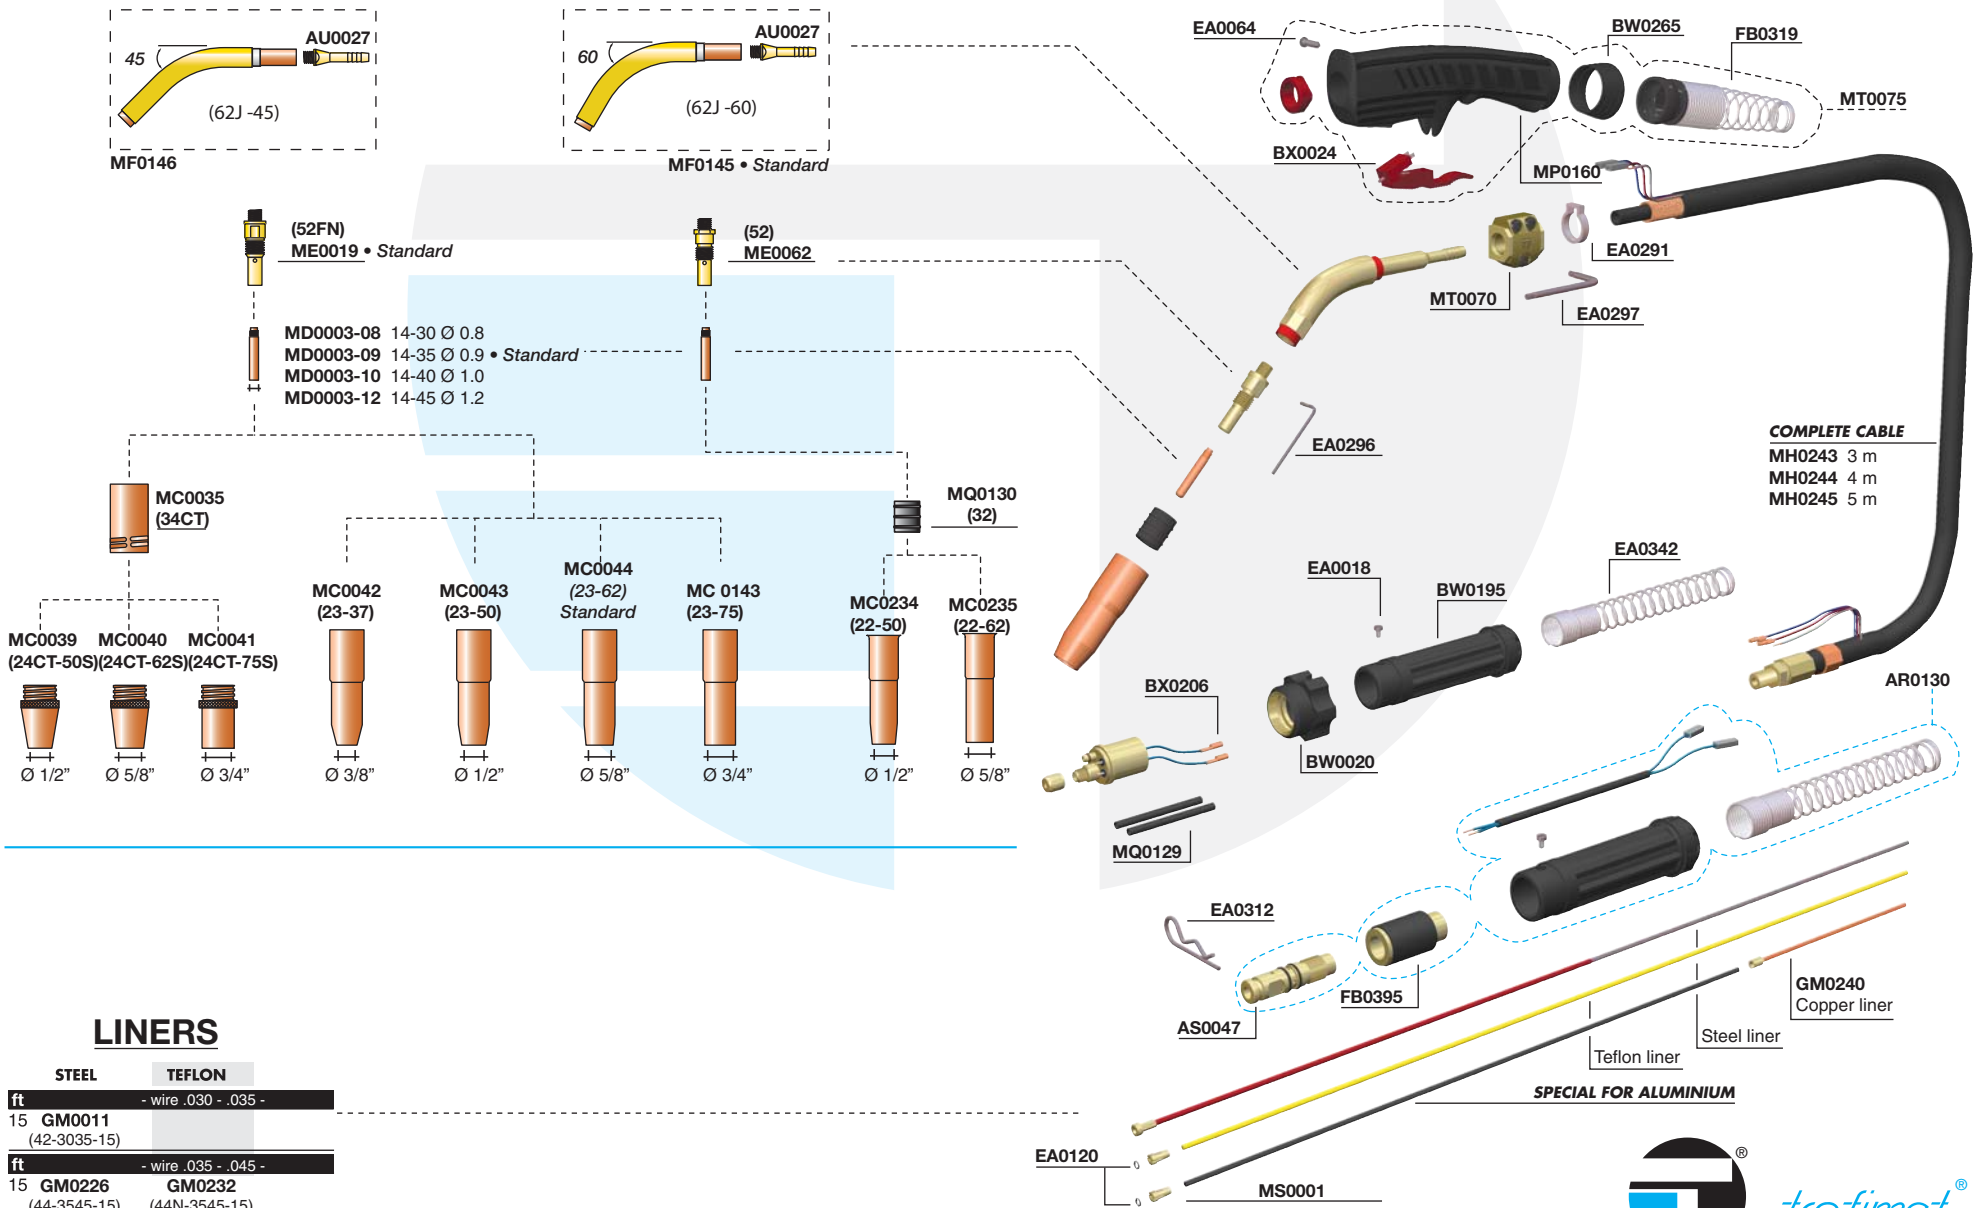 45
AU0027
(62J -45)
MF0146
60
AU0027
(62J -60)
MF0145 • Standard
EA0064
BW0265
FB0319
MT0075
BX0024
MP0160
(52FN)
ME0019 • Standard
(52)
ME0062
EA0291
MT0070
EA0297
MD0003-08 14-30 Ø 0.8
MD0003-09 14-35 Ø 0.9 • Standard
MD0003-10 14-40 Ø 1.0
MD0003-12 14-45 Ø 1.2
EA0296
COMPLETE CABLE
MH0243 3 m
MH0244 4 m
MH0245 5 m
MC0035
(34CT)
MQ0130
(32)
MC0042
(23-37)
MC0043
(23-50)
MC0044
(23-62)
Standard
MC 0143
(23-75)
MC0234
(22-50)
MC0235
(22-62)
MC0039
(24CT-50S)
MC0040
(24CT-62S)
MC0041
(24CT-75S)
Ø 1/2”
Ø 5/8”
Ø 3/4”
Ø 3/8”
Ø 1/2”
Ø 5/8”
Ø 3/4”
Ø 1/2”
Ø 5/8”
EA0018
BW0195
EA0342
BX0206
BW0020
AR0130
MQ0129
EA0312
FB0395
AS0047
GM0240
Copper liner
Steel liner
Teflon liner
SPECIAL FOR ALUMINIUM
EA0120
MS0001
LINERS
STEEL TEFLON
ft - wire .030 - .035 -
15 GM0011
(42-3035-15)
ft - wire .035 - .045 -
15 GM0226 GM0232
(44-3545-15) (44N-3545-15)
®
trafimet®